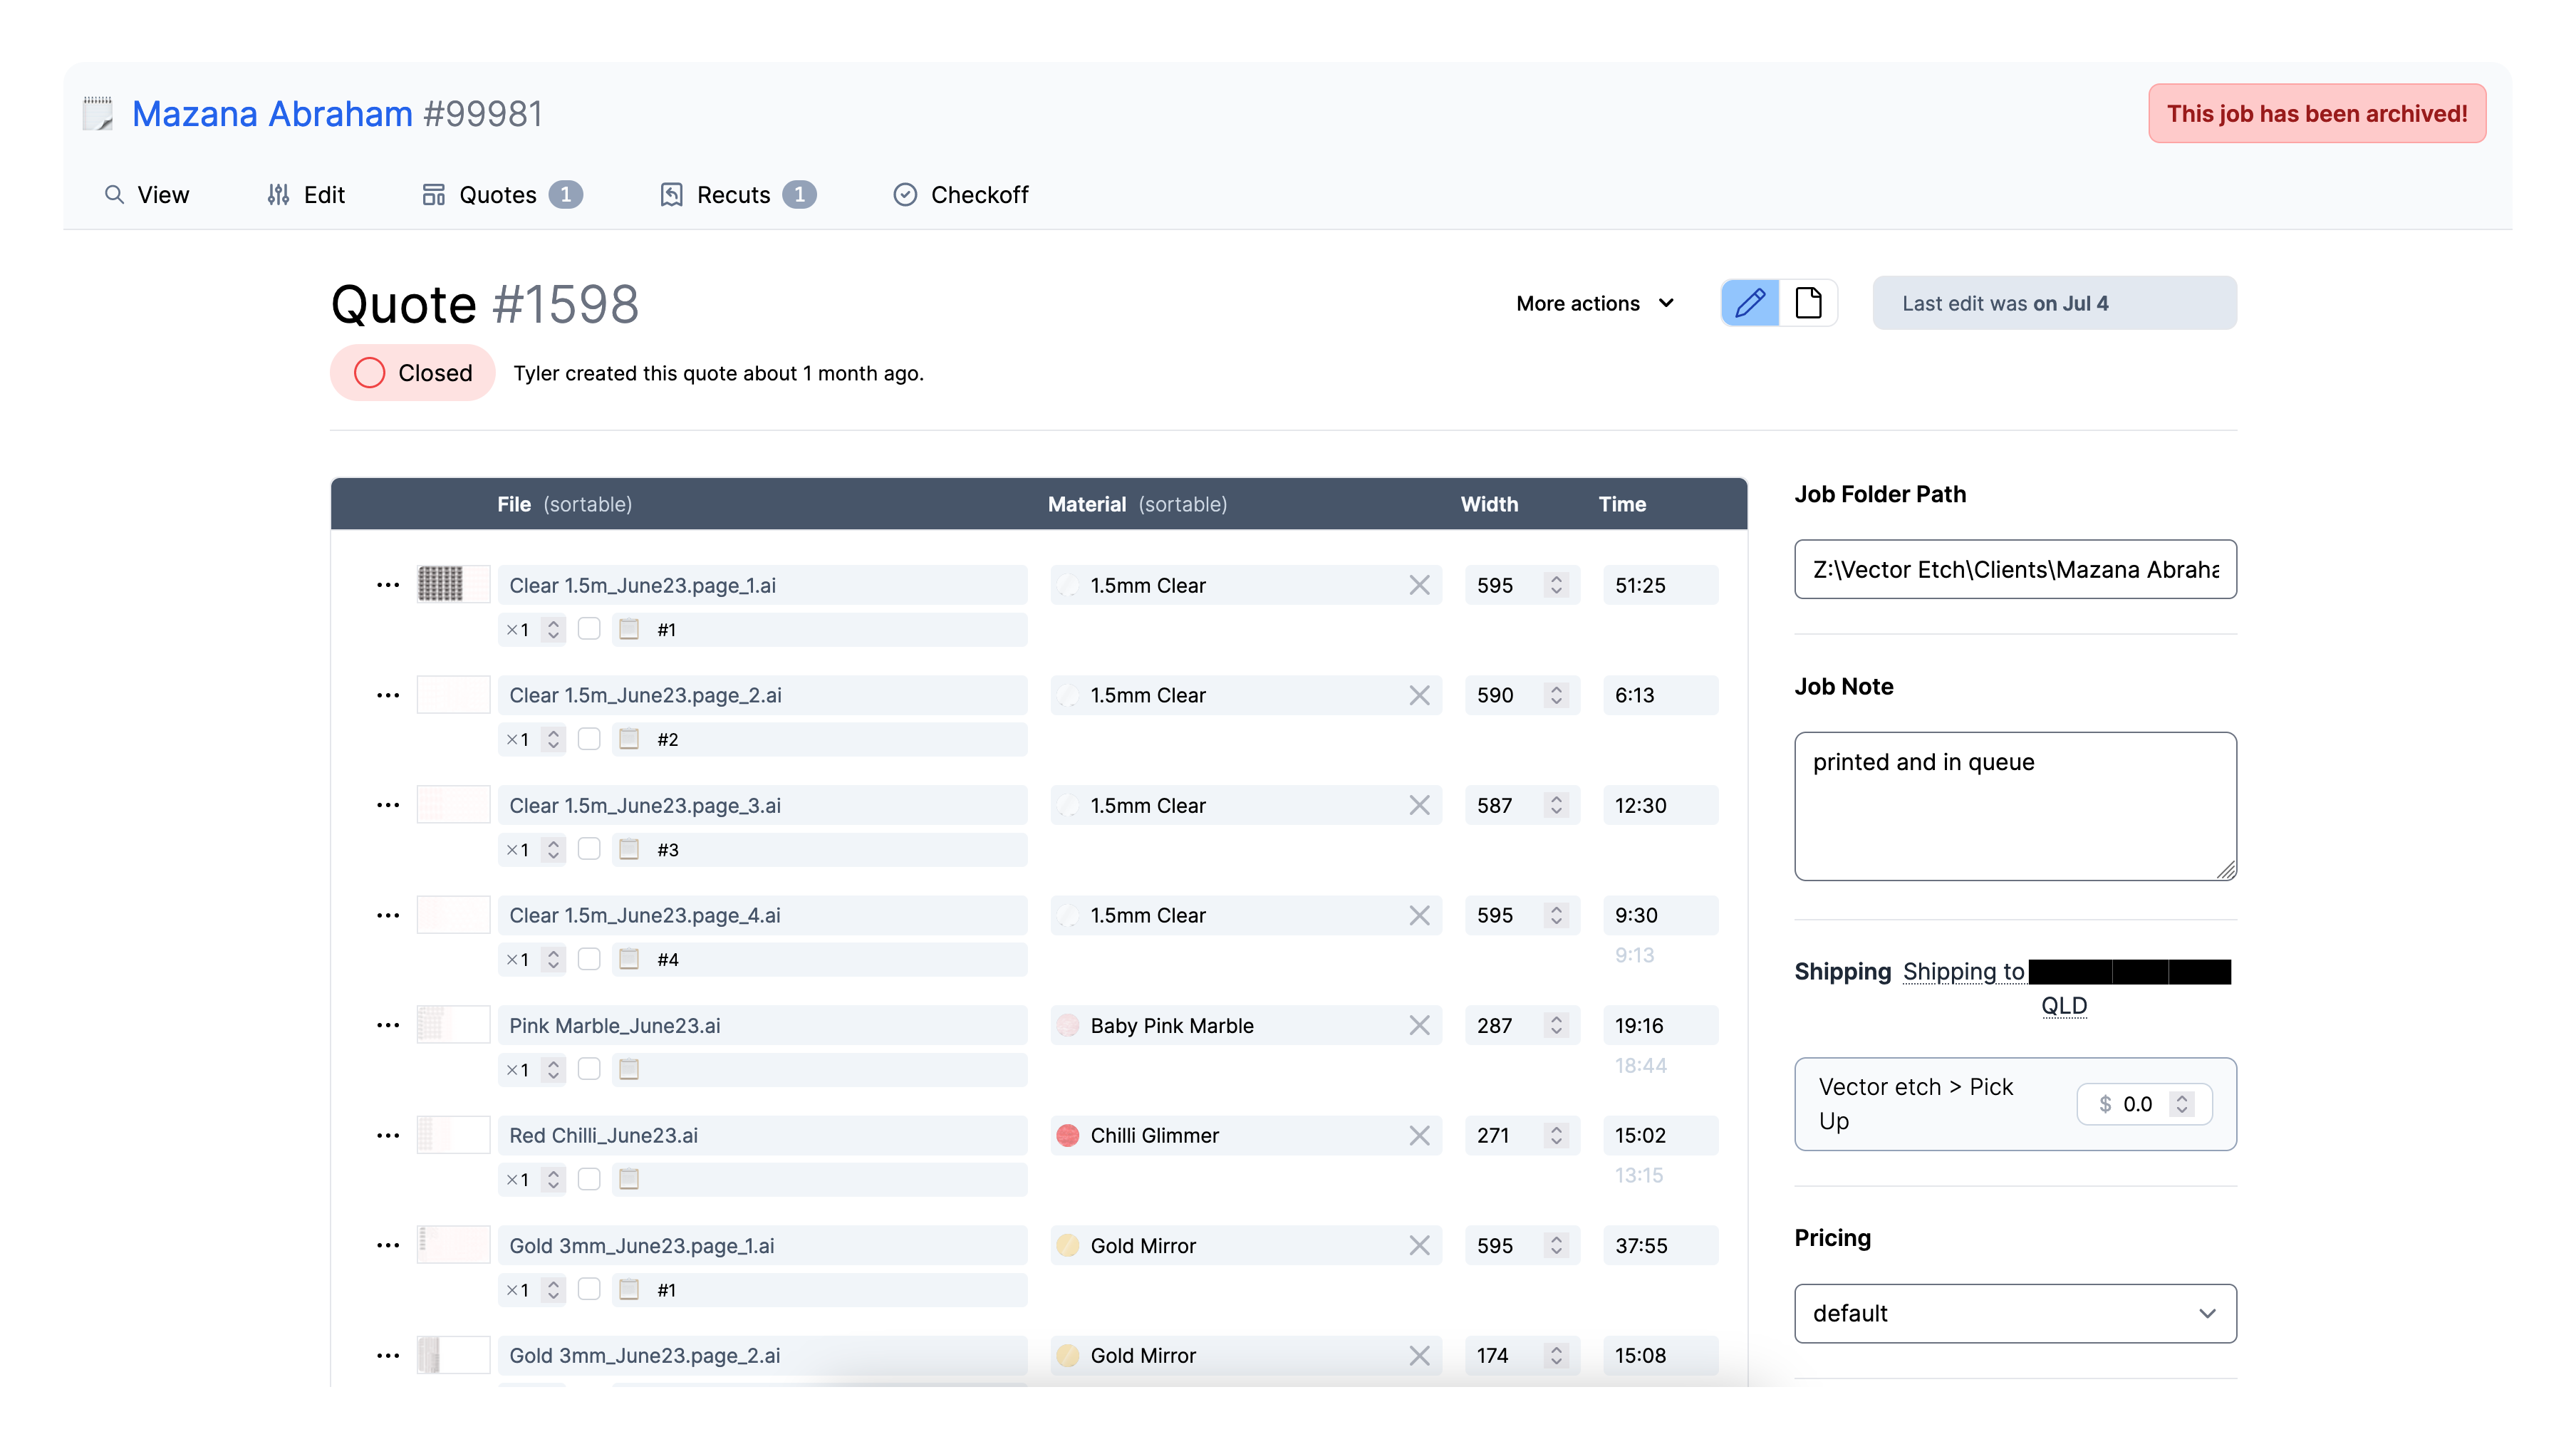 Mazana Abraham #99981
This job has been archived!
View Edit Quotes 1 Recuts 1 Checkoff
Quote #1598
More actions
Last edit was on Jul 4
Closed Tyler created this quote about 1 month ago.
File (sortable) Material (sortable) Width Time
Clear 1.5m_June23.page_1.ai 1.5mm Clear 595 51:25
×1 #1
Clear 1.5m_June23.page_2.ai 1.5mm Clear 590 6:13
×1 #2
Clear 1.5m_June23.page_3.ai 1.5mm Clear 587 12:30
×1 #3
Clear 1.5m_June23.page_4.ai 1.5mm Clear 595 9:30
×1 #4 9:13
Pink Marble_June23.ai Baby Pink Marble 287 19:16
×1 18:44
Red Chilli_June23.ai Chilli Glimmer 271 15:02
×1 13:15
Gold 3mm_June23.page_1.ai Gold Mirror 595 37:55
×1 #1
Gold 3mm_June23.page_2.ai Gold Mirror 174 15:08
Job Folder Path
Z:\Vector Etch\Clients\Mazana Abraha
Job Note
printed and in queue
Shipping Shipping to
QLD
Vector etch > Pick
Up
$ 0.0
Pricing
default